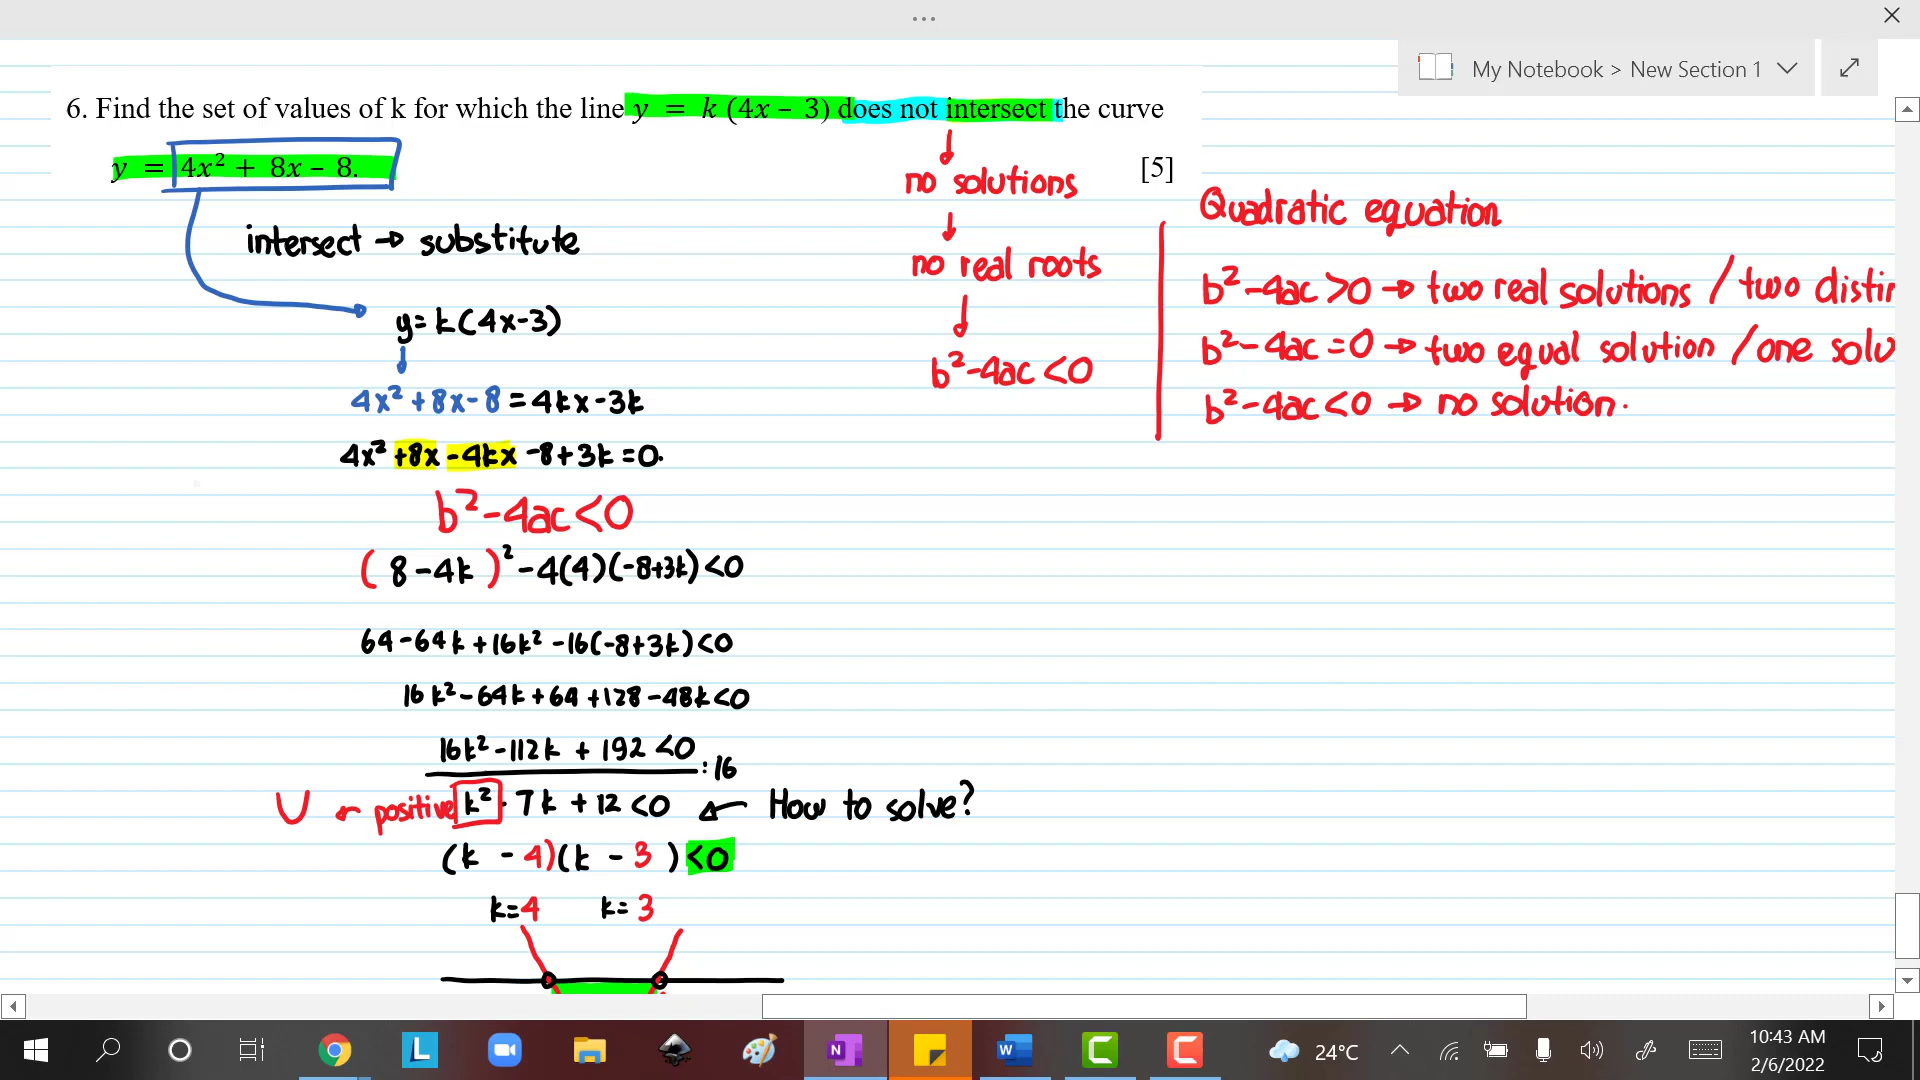 My Notebook > New Section 1
6. Find the set of values of k for which the line y = k (4x – 3) does not intersect the curve
y = 4x² + 8x – 8.
[5]
no solutions
no real roots
b²-4ac <0
Quadratic equation
b²-4ac >0 → two real solutions / two distin
b²-4ac =0 → two equal solution / one solu
b²-4ac <0 → no solution.
intersect → substitute
y=k(4x-3)
4x²+8x-8 = 4kx-3k
4x² +8x -4kx -8+3k =0.
b²-4ac <0
( 8-4k )² -4(4)(-8+3k) <0
64-64k+16k² -16(-8+3k) <0
16k²-64k+64+128-48k<0
16k²-112k + 192 <0 :16
U ← positive k² - 7k + 12 <0 ← How to solve?
(k - 4)(k - 3 ) <0
k=4 k=3
24°C
10:43 AM
2/6/2022